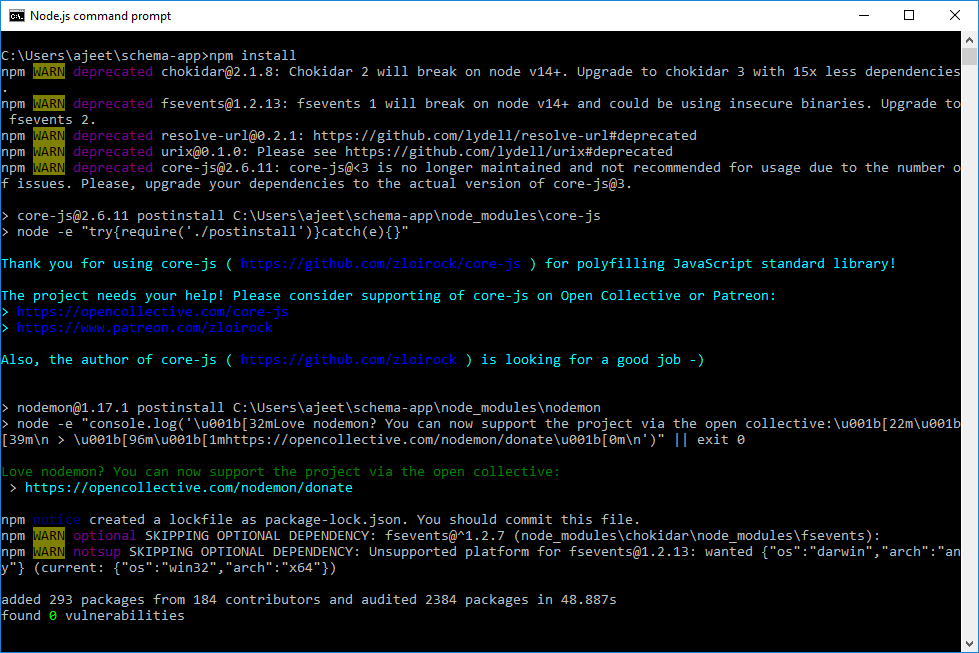 Node.js command prompt
C:\Users\ajeet\schema-app>npm install
npm WARN deprecated chokidar@2.1.8: Chokidar 2 will break on node v14+. Upgrade to chokidar 3 with 15x less dependencies
.
npm WARN deprecated fsevents@1.2.13: fsevents 1 will break on node v14+ and could be using insecure binaries. Upgrade to
 fsevents 2.
npm WARN deprecated resolve-url@0.2.1: https://github.com/lydell/resolve-url#deprecated
npm WARN deprecated urix@0.1.0: Please see https://github.com/lydell/urix#deprecated
npm WARN deprecated core-js@2.6.11: core-js@<3 is no longer maintained and not recommended for usage due to the number o
f issues. Please, upgrade your dependencies to the actual version of core-js@3.
> core-js@2.6.11 postinstall C:\Users\ajeet\schema-app\node_modules\core-js
> node -e "try{require('./postinstall')}catch(e){}"
Thank you for using core-js ( https://github.com/zloirock/core-js ) for polyfilling JavaScript standard library!
The project needs your help! Please consider supporting of core-js on Open Collective or Patreon:
> https://opencollective.com/core-js
> https://www.patreon.com/zloirock
Also, the author of core-js ( https://github.com/zloirock ) is looking for a good job -)
> nodemon@1.17.1 postinstall C:\Users\ajeet\schema-app\node_modules\nodemon
> node -e "console.log('\u001b[32mLove nodemon? You can now support the project via the open collective:\u001b[22m\u001b
[39m\n > \u001b[96m\u001b[1mhttps://opencollective.com/nodemon/donate\u001b[0m\n')" || exit 0
Love nodemon? You can now support the project via the open collective:
 > https://opencollective.com/nodemon/donate
npm notice created a lockfile as package-lock.json. You should commit this file.
npm WARN optional SKIPPING OPTIONAL DEPENDENCY: fsevents@^1.2.7 (node_modules\chokidar\node_modules\fsevents):
npm WARN notsup SKIPPING OPTIONAL DEPENDENCY: Unsupported platform for fsevents@1.2.13: wanted {"os":"darwin","arch":"an
y"} (current: {"os":"win32","arch":"x64"})
added 293 packages from 184 contributors and audited 2384 packages in 48.887s
found 0 vulnerabilities